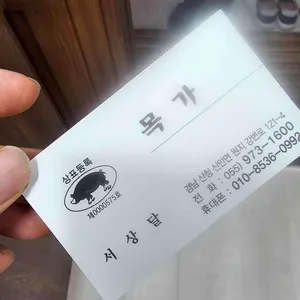 상표등록
제0000575호
목가
서상달
경남 산청 신안면 원지 강변로 121-4
전 화 : 055) 973-1600
휴대폰 : 010-8536-0992